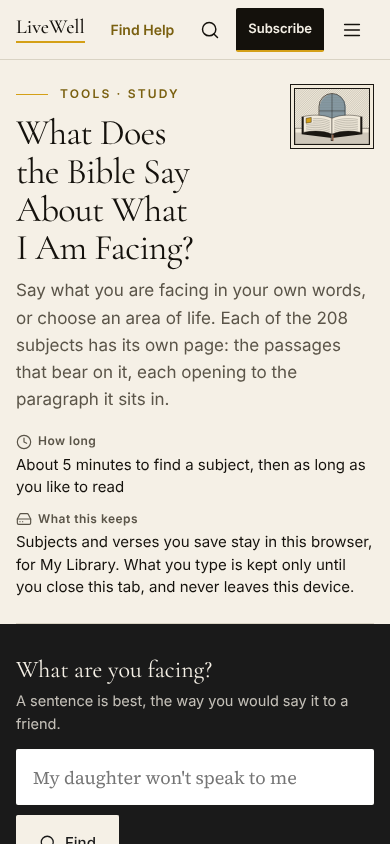 LiveWell
Find Help
Subscribe
TOOLS · STUDY
What Does
the Bible Say
About What
I Am Facing?
Say what you are facing in your own words,
or choose an area of life. Each of the 208
subjects has its own page: the passages
that bear on it, each opening to the
paragraph it sits in.
How long
About 5 minutes to find a subject, then as long as
you like to read
What this keeps
Subjects and verses you save stay in this browser,
for My Library. What you type is kept only until
you close this tab, and never leaves this device.
What are you facing?
A sentence is best, the way you would say it to a
friend.
My daughter won't speak to me
Find